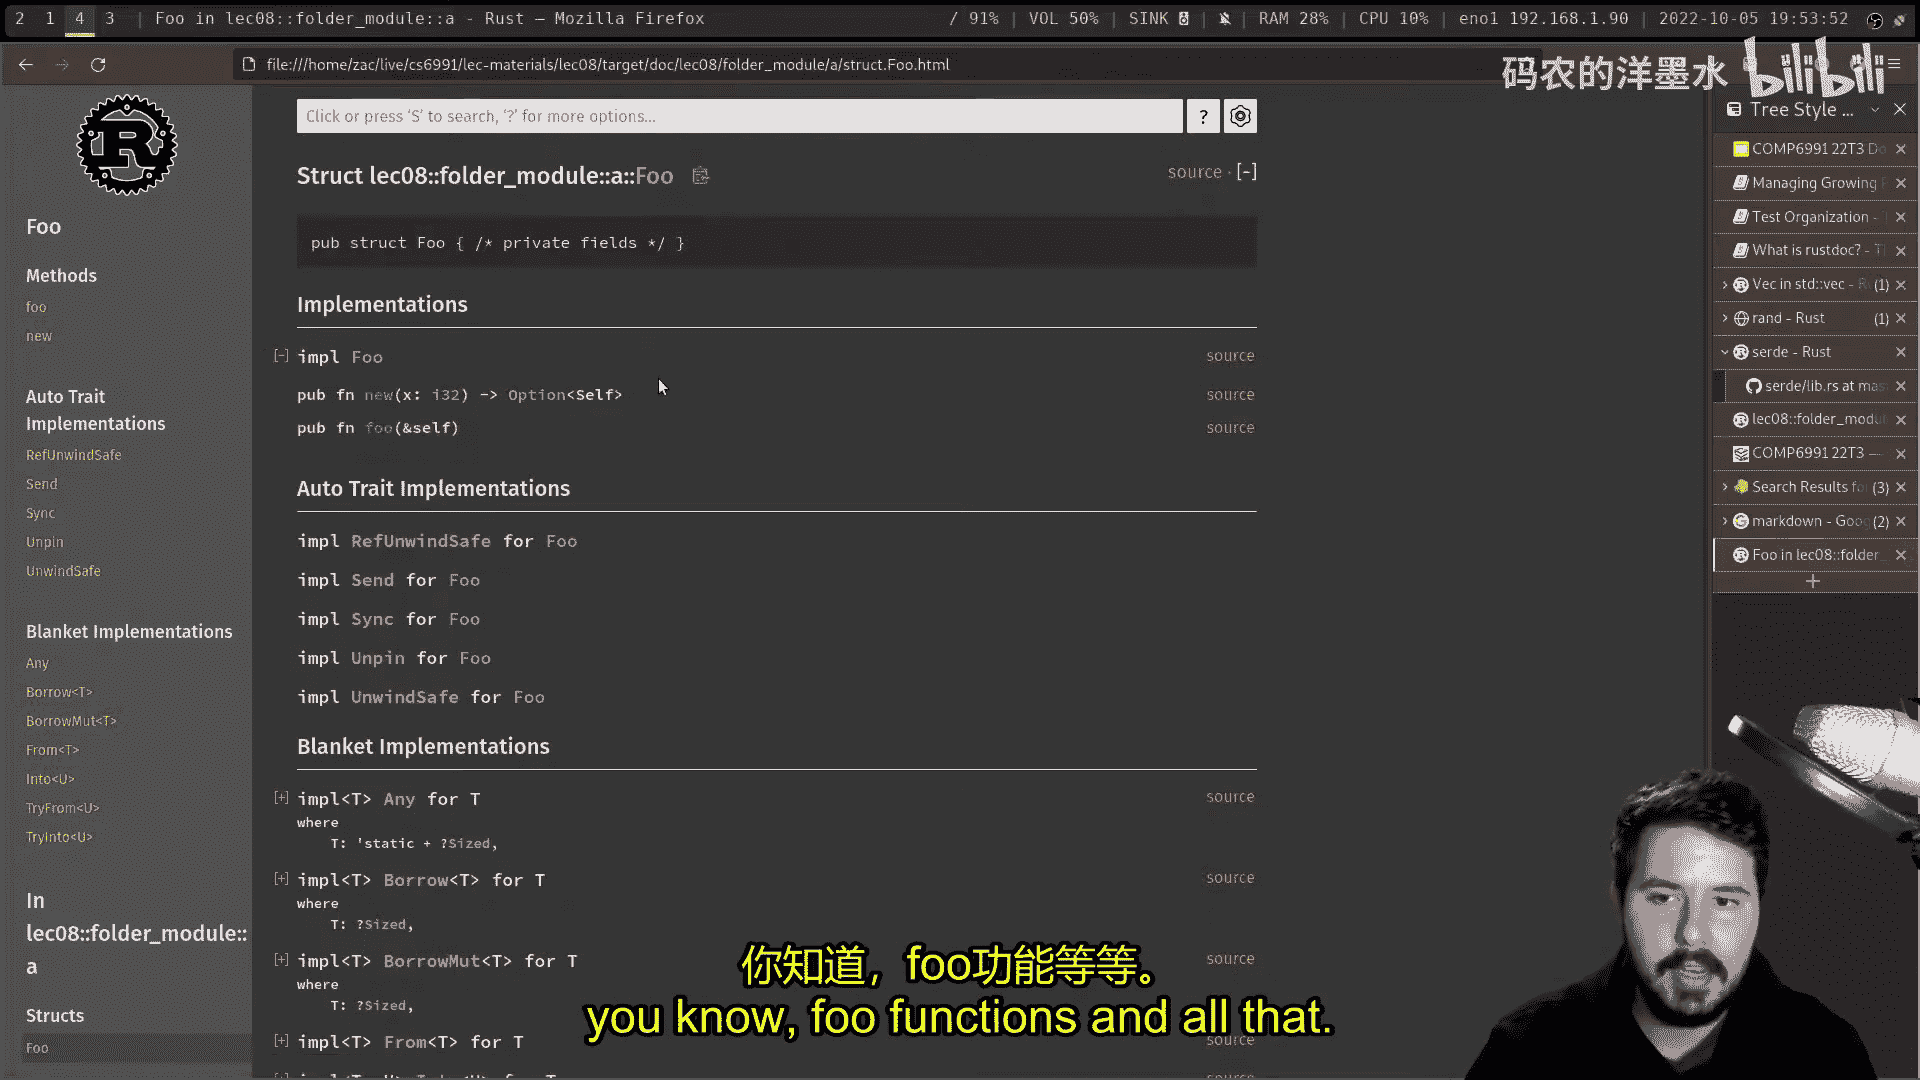 2 1 4 3 | Foo in lec08::folder_module::a - Rust — Mozilla Firefox
/ 91% | VOL 50% | SINK | | RAM 28% | CPU 10% | eno1 192.168.1.90 | 2022-10-05 19:53:52
file:///home/zac/live/cs6991/lec-materials/lec08/target/doc/lec08/folder_module/a/struct.Foo.html
码农的洋墨水 bilibili
Foo
Methods
foo
new
Auto Trait
Implementations
RefUnwindSafe
Send
Sync
Unpin
UnwindSafe
Blanket Implementations
Any
Borrow<T>
BorrowMut<T>
From<T>
Into<U>
TryFrom<U>
TryInto<U>
In
lec08::folder_module::
a
Structs
Foo
Click or press ‘S’ to search, ‘?’ for more options…
?
Struct lec08::folder_module::a::Foo
source · [-]
pub struct Foo { /* private fields */ }
Implementations
[-] impl Foo source
pub fn new(x: i32) -> Option<Self> source
pub fn foo(&self) source
Auto Trait Implementations
impl RefUnwindSafe for Foo
impl Send for Foo
impl Sync for Foo
impl Unpin for Foo
impl UnwindSafe for Foo
Blanket Implementations
[+] impl<T> Any for T source
where
T: 'static + ?Sized,
[+] impl<T> Borrow<T> for T source
where
T: ?Sized,
[+] impl<T> BorrowMut<T> for T source
where
T: ?Sized,
[+] impl<T> From<T> for T source
Tree Style ...
COMP6991 22T3 Do
Managing Growing
Test Organization -
What is rustdoc? -
Vec in std::vec - (1)
rand - Rust (1)
serde - Rust
serde/lib.rs at mas
lec08::folder_modu
COMP6991 22T3 —
Search Results fo (3)
markdown - Goo (2)
Foo in lec08::folder_
+
你知道，foo功能等等。
you know, foo functions and all that.